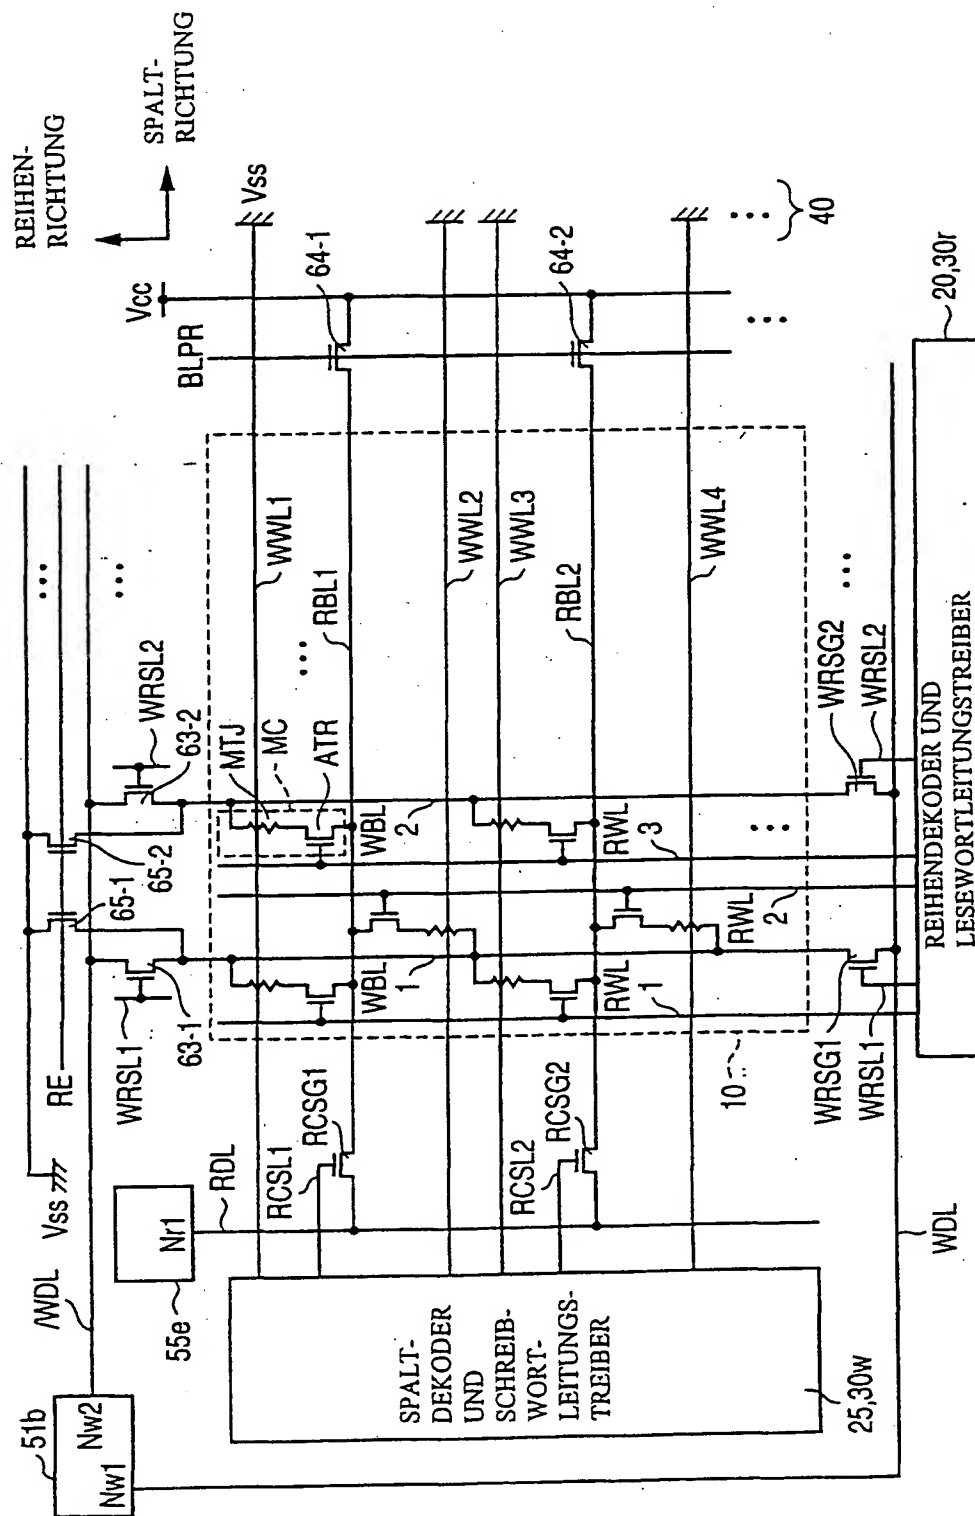 REIHEN-
RICHTUNG
SPALT-
RICHTUNG
Vcc
BLPR
Vss
64-1
64-2
40
20,30r
WWL1
RBL1
WWL2
WWL3
RBL2
WWL4
WRSL2
63-2
65-2
65-1
63-1
WRSL1
RE
Vss
/WDL
MTJ
MC
ATR
WBL
2
WBL
1
RWL
3
RWL
2
RWL
1
10
WRSG2
WRSL2
WRSG1
WRSL1
REIHENDEKODER UND
LESEWORTLEITUNGSTREIBER
RCSL1
RCSG1
RCSL2
RCSG2
RDL
Nr1
55e
51b
Nw2
Nw1
WDL
SPALT-
DEKODER
UND
SCHREIB-
WORT-
LEITUNGS-
TREIBER
25,30w